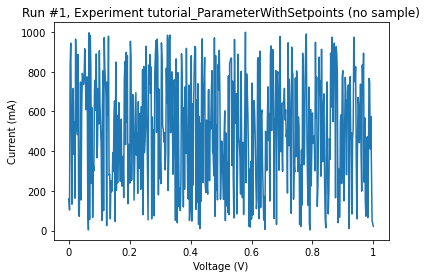 Run #1, Experiment tutorial_ParameterWithSetpoints (no sample)
1000
800
600
400
200
0
Current (mA)
0 0.2 0.4 0.6 0.8 1
Voltage (V)